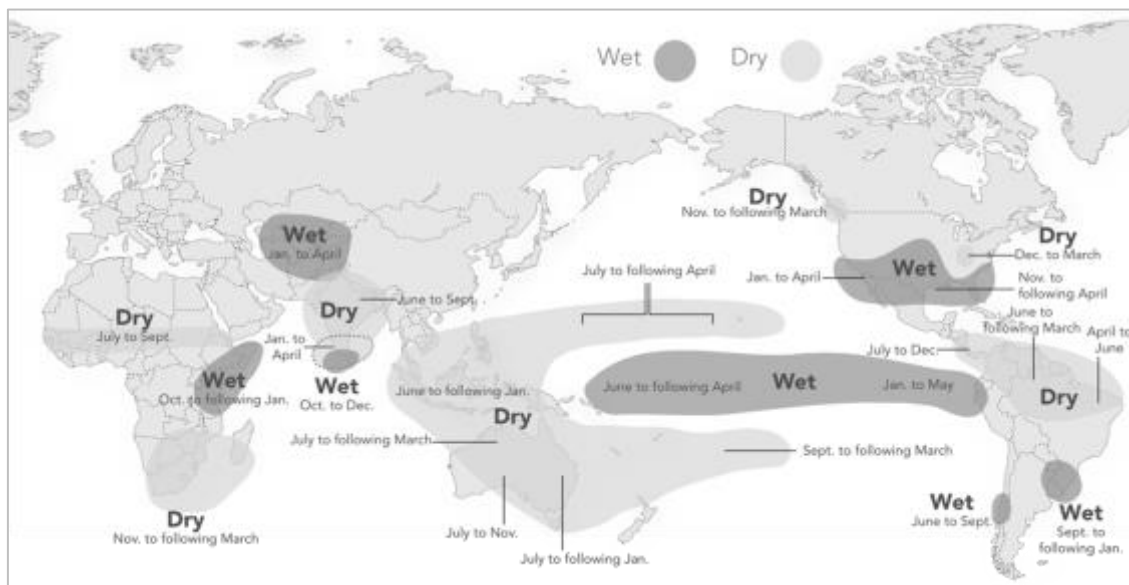 Wet
Dry
Dry
Nov. to following March
Wet
Jan. to April
Dry
Dec. to March
July to following April
Jan. to April
Wet
Nov. to
following April
June to Sept.
Dry
Dry
July to Sept.
Jan. to
April
June to
following March
April to
June
July to Dec.
Wet
Oct. to following Jan.
Wet
Oct. to Dec.
June to following Jan.
Dry
June to following April
Wet
Jan. to May
Dry
July to following March
Sept. to following March
Dry
Nov. to following March
July to Nov.
July to following Jan.
Wet
June to Sept.
Wet
Sept. to
following Jan.